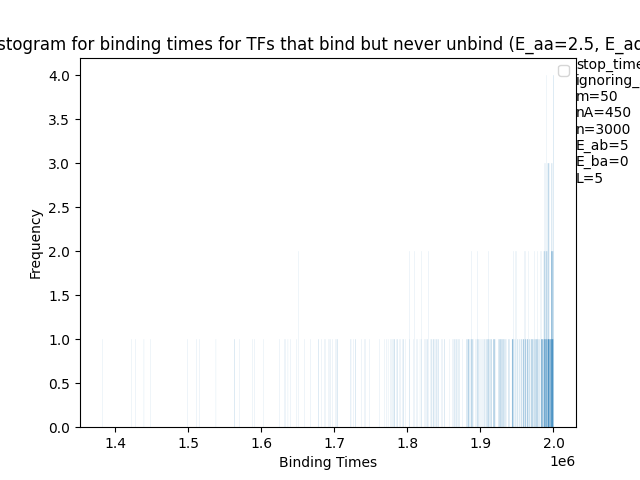 stogram for binding times for TFs that bind but never unbind (E_aa=2.5, E_ad
stop_time
ignoring_
m=50
nA=450
n=3000
E_ab=5
E_ba=0
L=5
Frequency
4.0
3.5
3.0
2.5
2.0
1.5
1.0
0.5
0.0
1.4 1.5 1.6 1.7 1.8 1.9 2.0
1e6
Binding Times